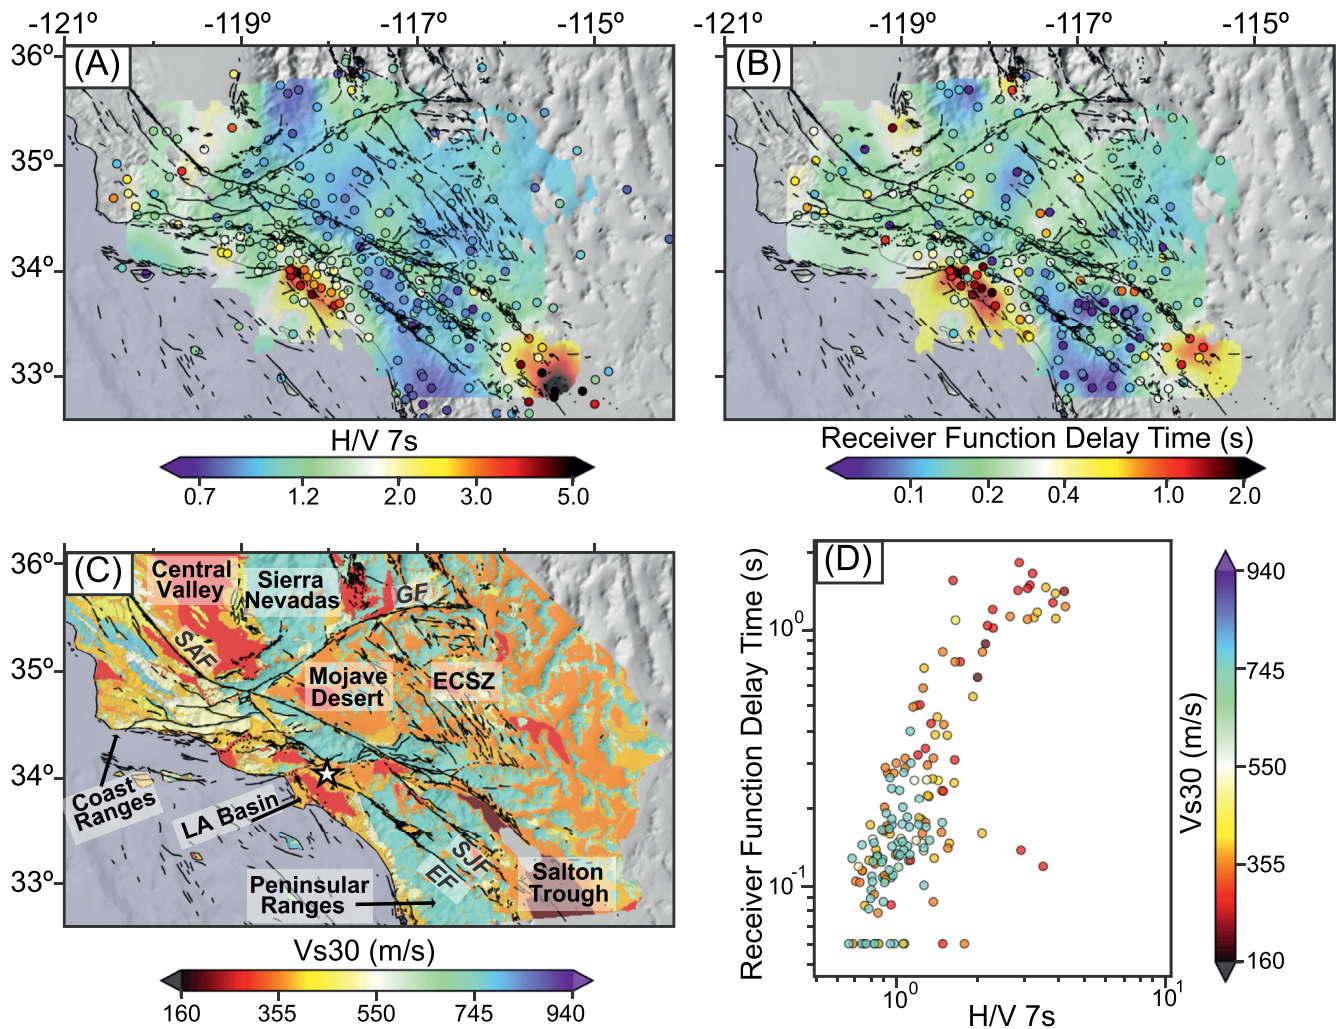 -121º -119º -117º -115º
-119º -117º -115º
36º
35º
34º
33º
(A)
(B)
H/V 7s
0.7 1.2 2.0 3.0 5.0
Receiver Function Delay Time (s)
0.1 0.2 0.4 1.0 2.0
36º
35º
34º
33º
(C)
Central
Valley
Sierra
Nevadas
GF
SAF
Mojave
Desert
ECSZ
Coast
Ranges
LA Basin
SJF
EF
Peninsular
Ranges
Salton
Trough
Vs30 (m/s)
160 355 550 745 940
(D)
Receiver Function Delay Time (s)
10⁰
10⁻¹
10⁰ 10¹
H/V 7s
940
745
550
355
160
Vs30 (m/s)